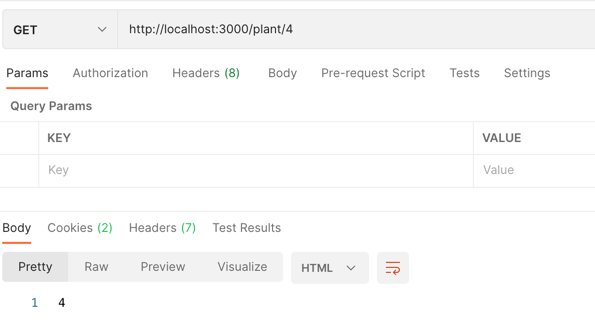 GET http://localhost:3000/plant/4
Params Authorization Headers (8) Body Pre-request Script Tests Settings
Query Params
KEY VALUE
Key Value
Body Cookies (2) Headers (7) Test Results
Pretty Raw Preview Visualize HTML
1 4